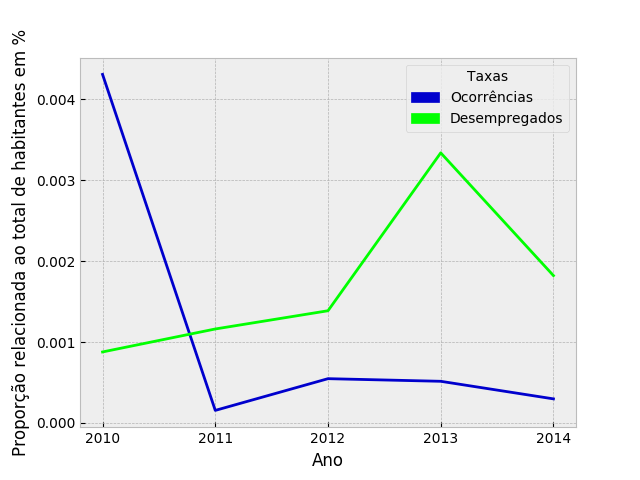 Proporção relacionada ao total de habitantes em %
0.004
0.003
0.002
0.001
0.000
Taxas
Ocorrências
Desempregados
2010 2011 2012 2013 2014
Ano